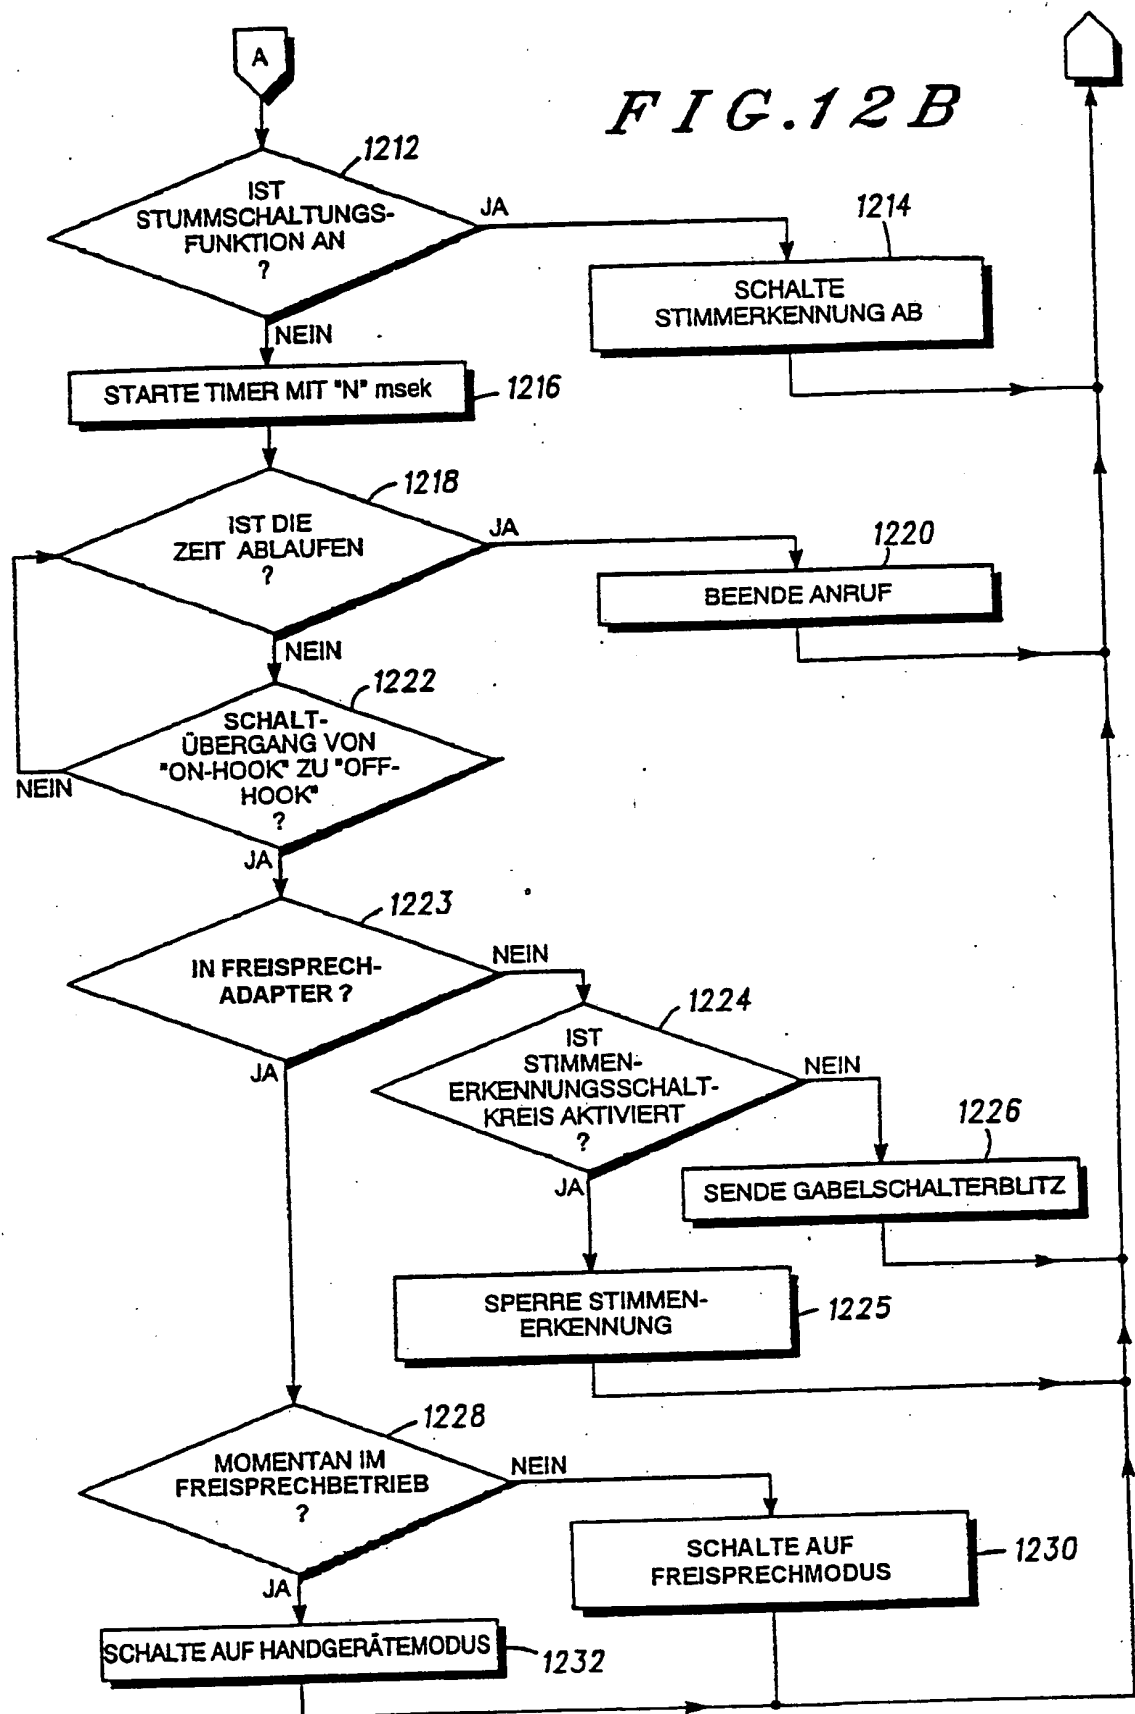 A
FIG.12B
1212
IST
STUMMSCHALTUNGS-
FUNKTION AN
?
JA
1214
SCHALTE
STIMMERKENNUNG AB
NEIN
STARTE TIMER MIT "N" msek
1216
1218
IST DIE
ZEIT ABLAUFEN
?
JA
1220
BEENDE ANRUF
NEIN
1222
SCHALT-
ÜBERGANG VON
"ON-HOOK" ZU "OFF-
HOOK"
?
NEIN
JA
1223
IN FREISPRECH-
ADAPTER ?
NEIN
JA
1224
IST
STIMMEN-
ERKENNUNGSSCHALT-
KREIS AKTIVIERT
?
NEIN
1226
SENDE GABELSCHALTERBLITZ
JA
SPERRE STIMMEN-
ERKENNUNG
1225
1228
MOMENTAN IM
FREISPRECHBETRIEB
?
NEIN
SCHALTE AUF
FREISPRECHMODUS
1230
JA
SCHALTE AUF HANDGERÄTEMODUS
1232